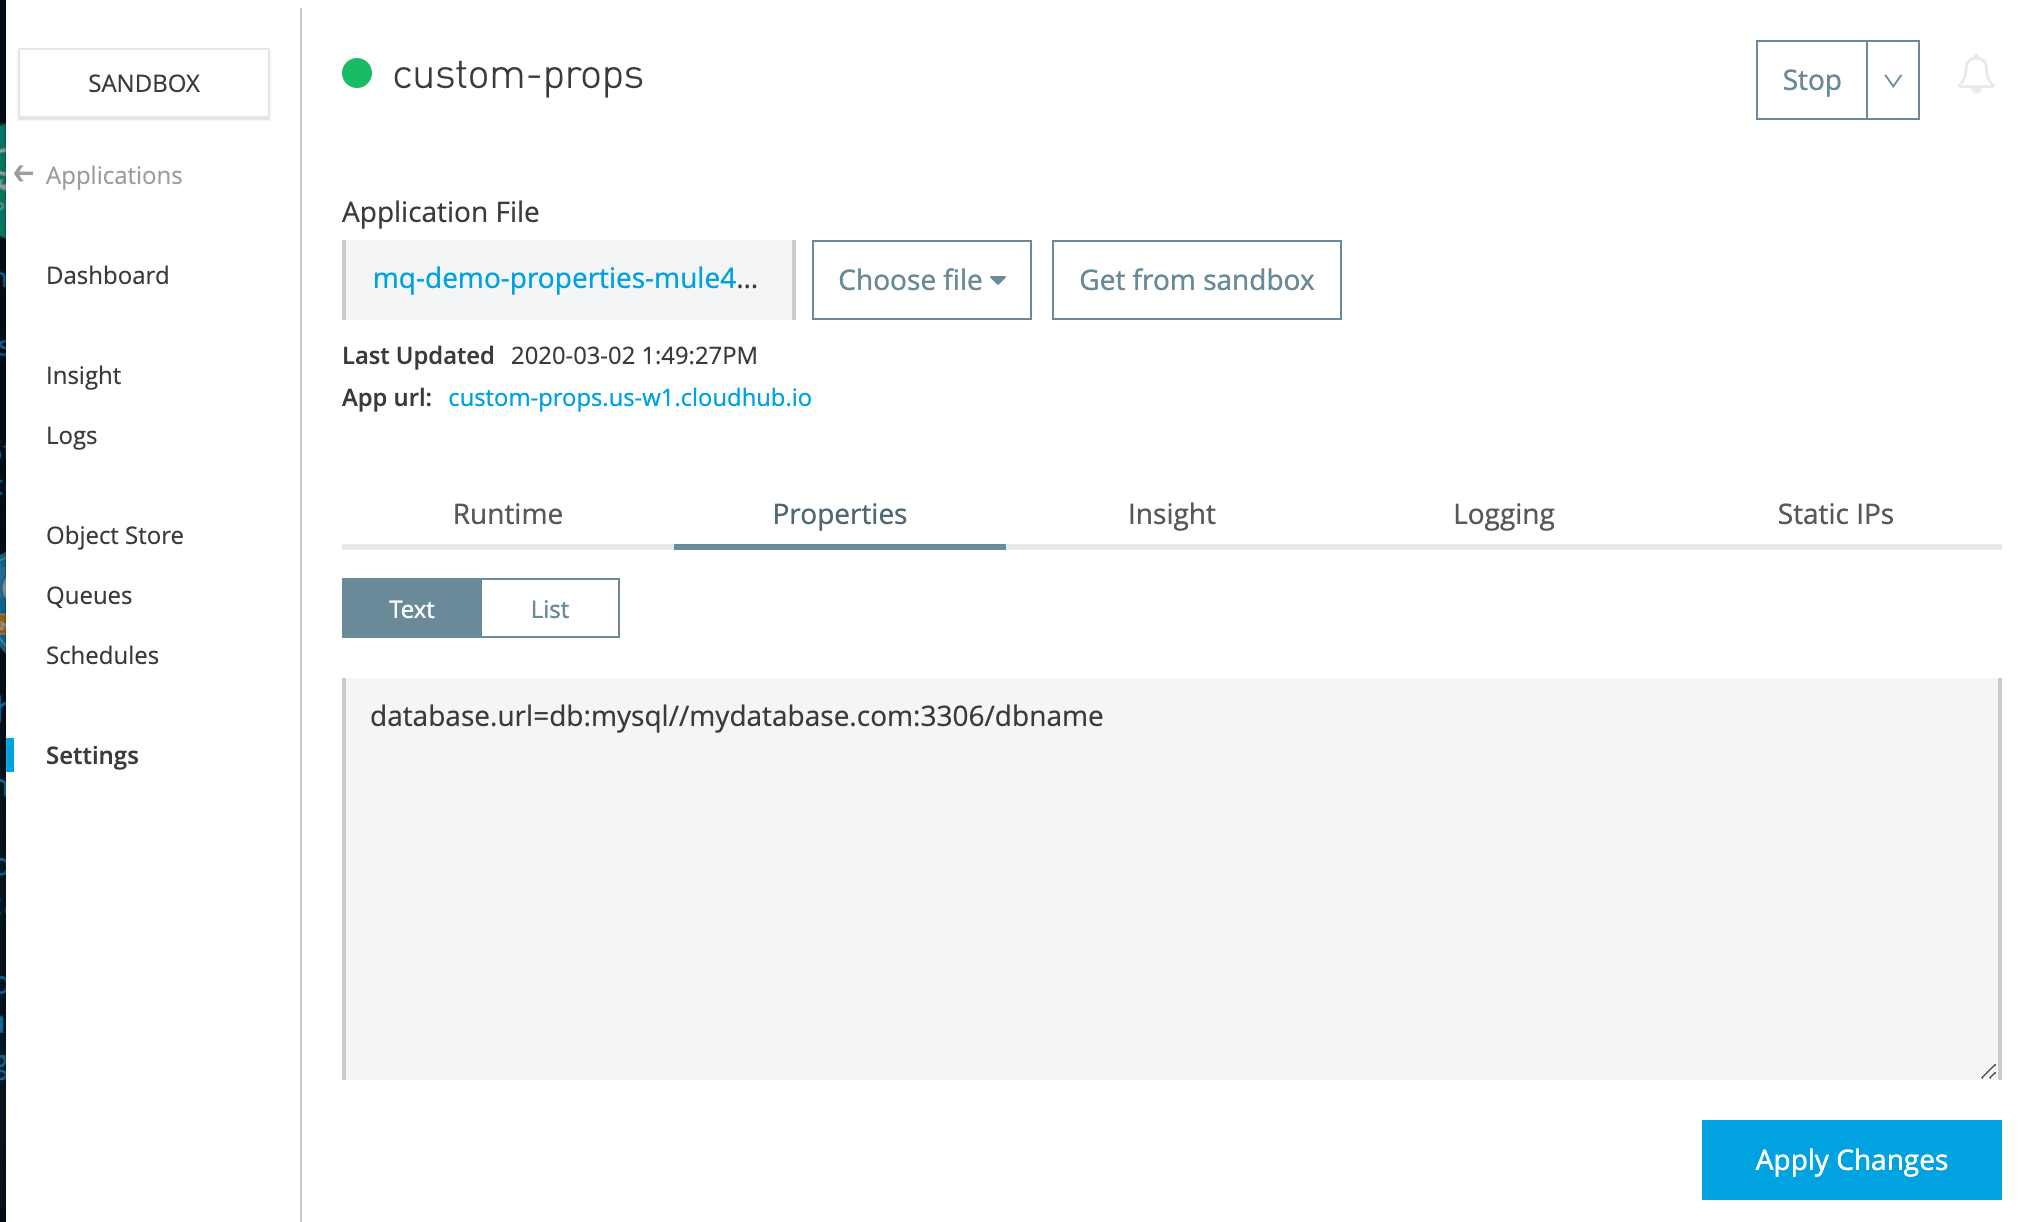 SANDBOX
Applications
Dashboard
Insight
Logs
Object Store
Queues
Schedules
Settings
custom-props
Stop
Application File
mq-demo-properties-mule4...
Choose file
Get from sandbox
Last Updated 2020-03-02 1:49:27PM
App url: custom-props.us-w1.cloudhub.io
Runtime Properties Insight Logging Static IPs
Text List
database.url=db:mysql//mydatabase.com:3306/dbname
Apply Changes